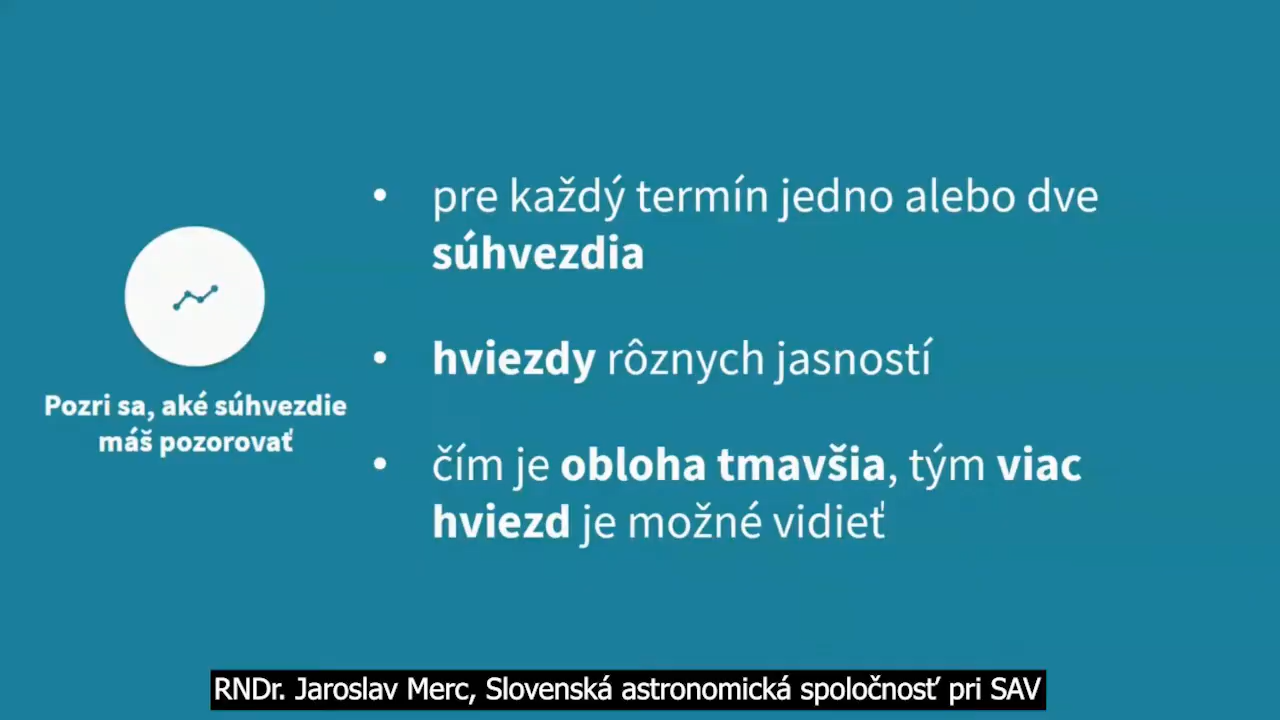 Pozri sa, aké súhvezdie
máš pozorovať
• pre každý termín jedno alebo dve
súhvezdia
• hviezdy rôznych jasností
• čím je obloha tmavšia, tým viac
hviezd je možné vidieť
RNDr. Jaroslav Merc, Slovenská astronomická spoločnosť pri SAV